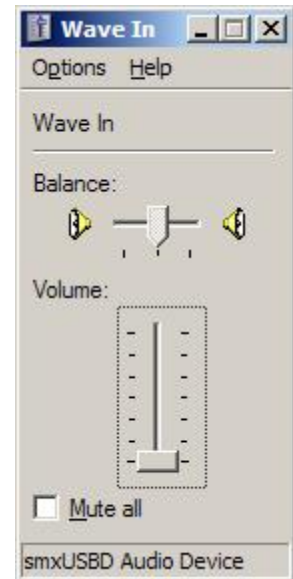 Wave In
Options Help
Wave In
Balance:
Volume:
Mute all
smxUSBD Audio Device